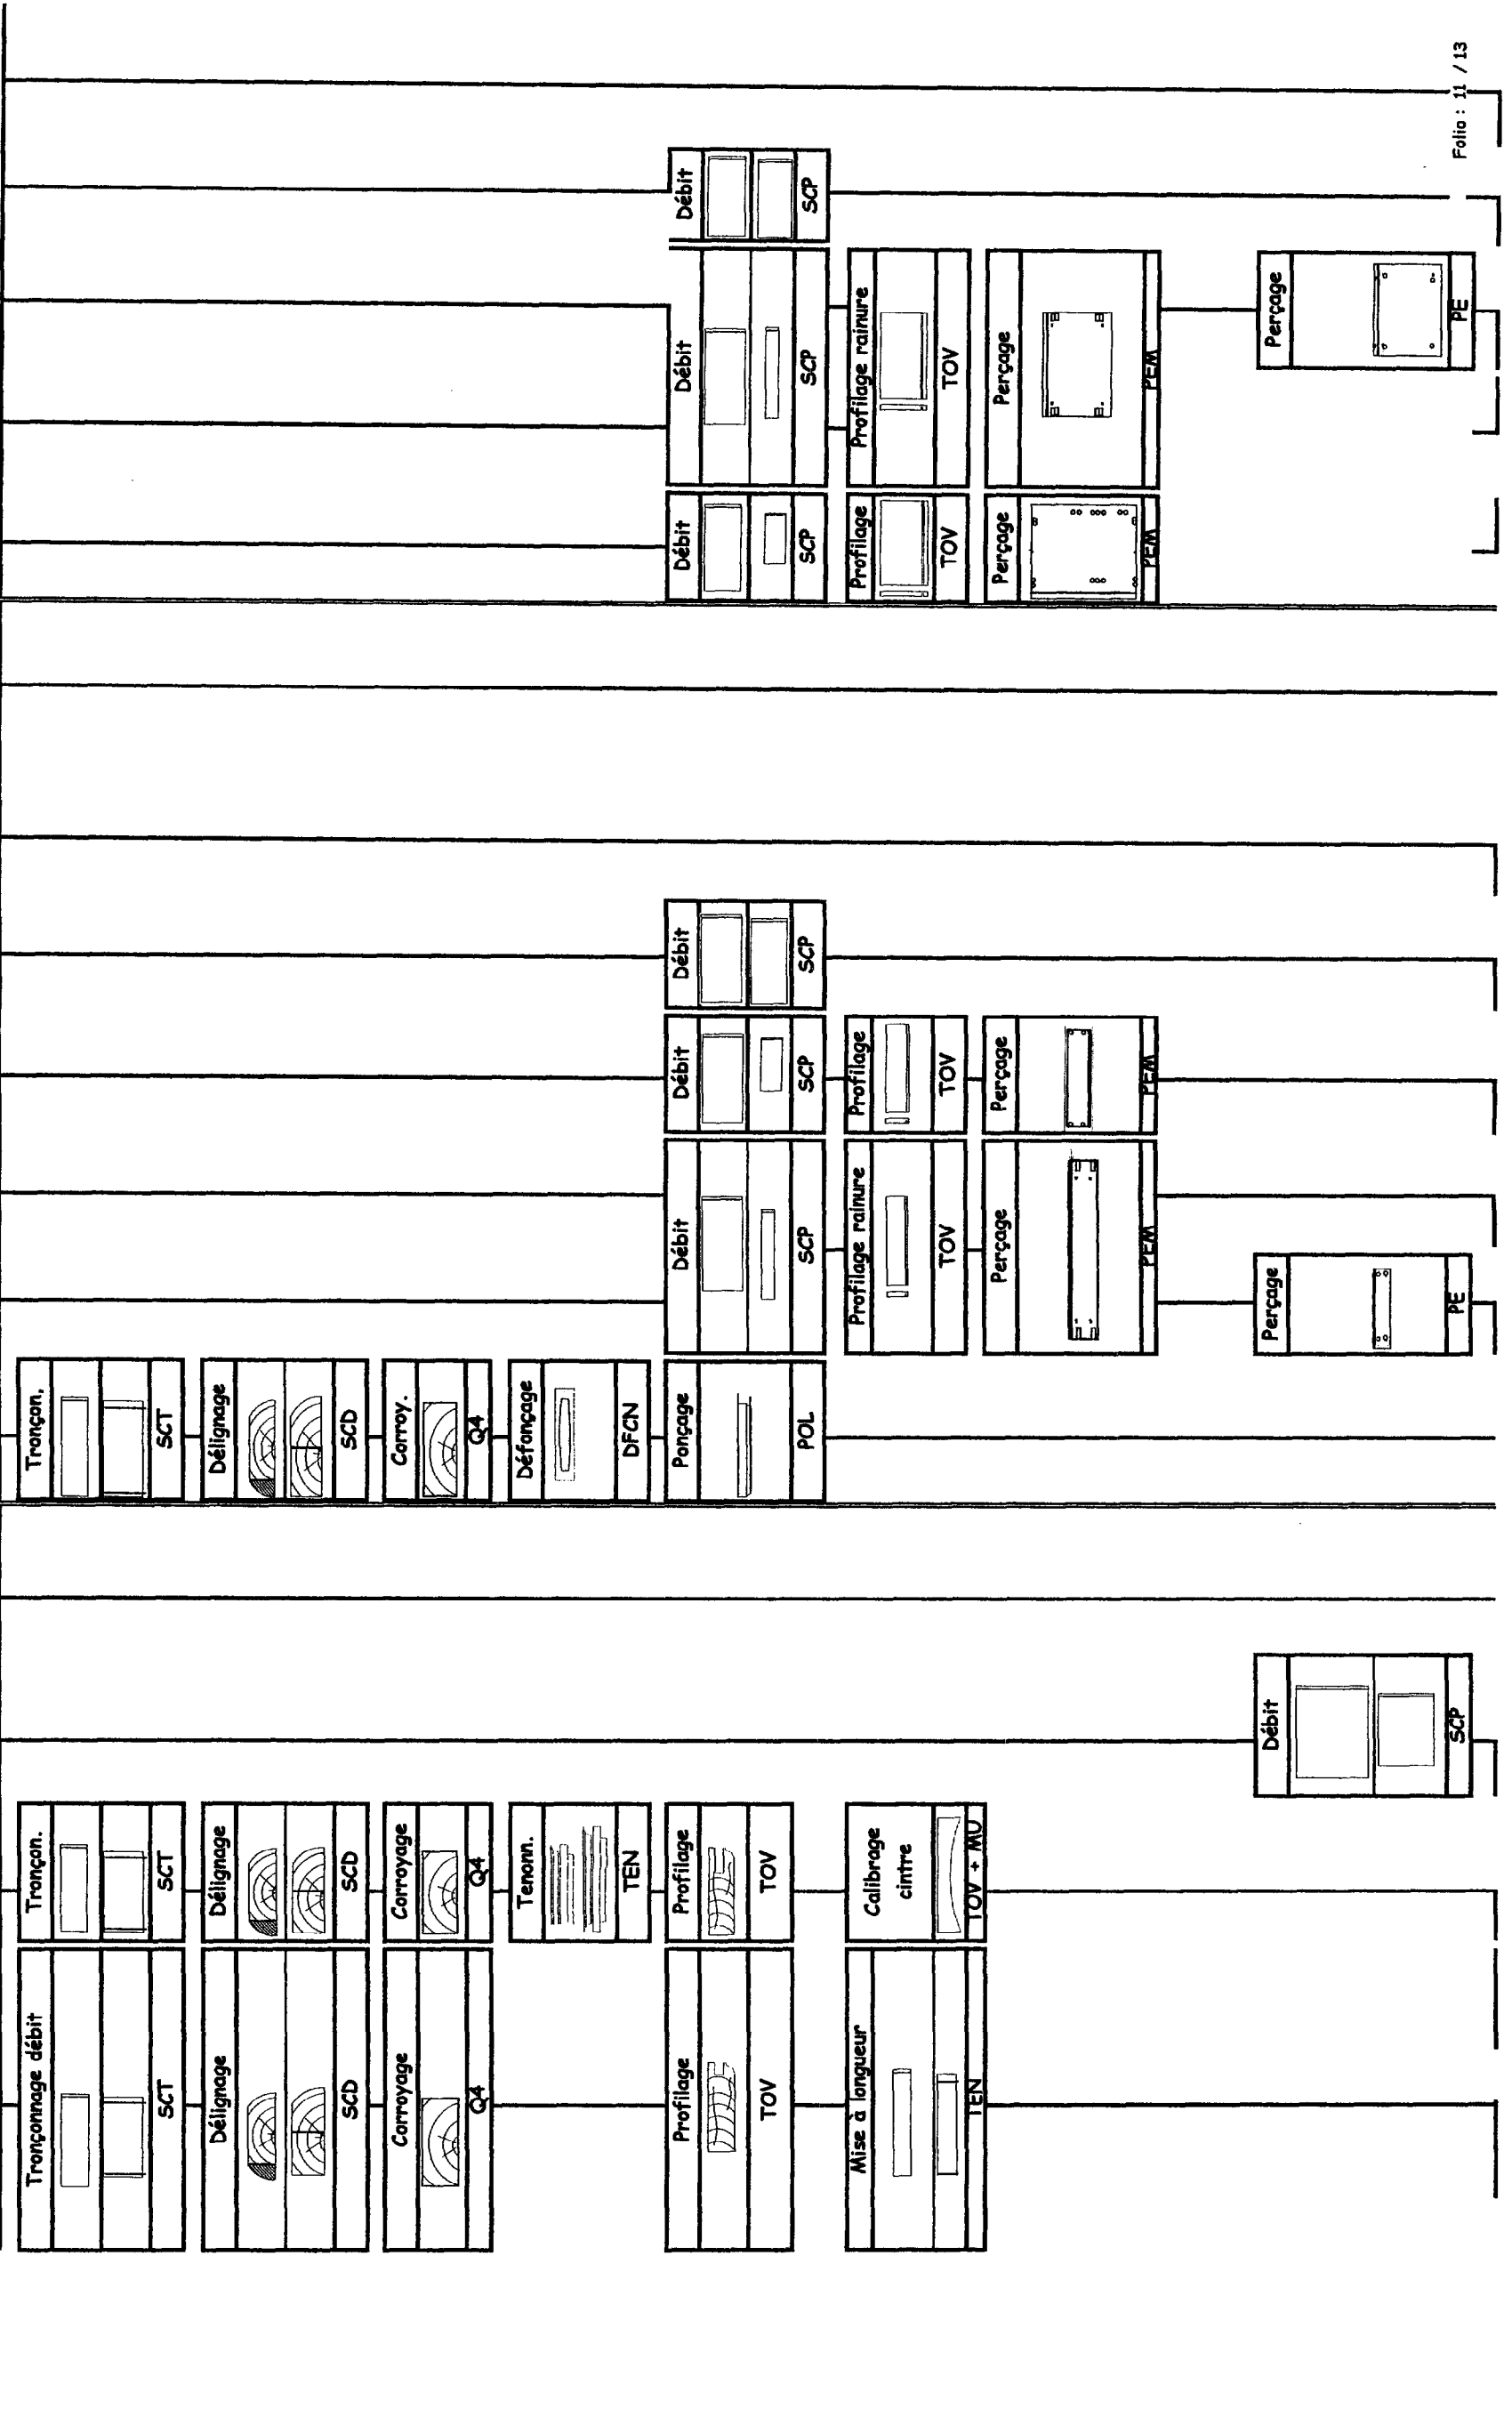 Tronçonnage débit
Tronçon.
Tronçon.
SCT
SCT
SCT
Délignage
Délignage
Délignage
SCD
SCD
SCD
Corroyage
Corroyage
Corroy.
Q4
Q4
Q4
Tenonn.
Défonçage
TEN
DFCN
Profilage
Profilage
Ponçage
Débit
Débit
Débit
Débit
Débit
Débit
TOV
TOV
POL
SCP
SCP
SCP
SCP
SCP
SCP
Mise à longueur
Calibrage
cintre
Profilage rainure
Profilage
Profilage
Profilage rainure
TEN
TOV + MU
TOV
TOV
TOV
TOV
Perçage
Perçage
Perçage
Perçage
PEM
PEM
PEM
PEM
Débit
Perçage
Perçage
SCP
PE
PE
Folio : 11 / 13